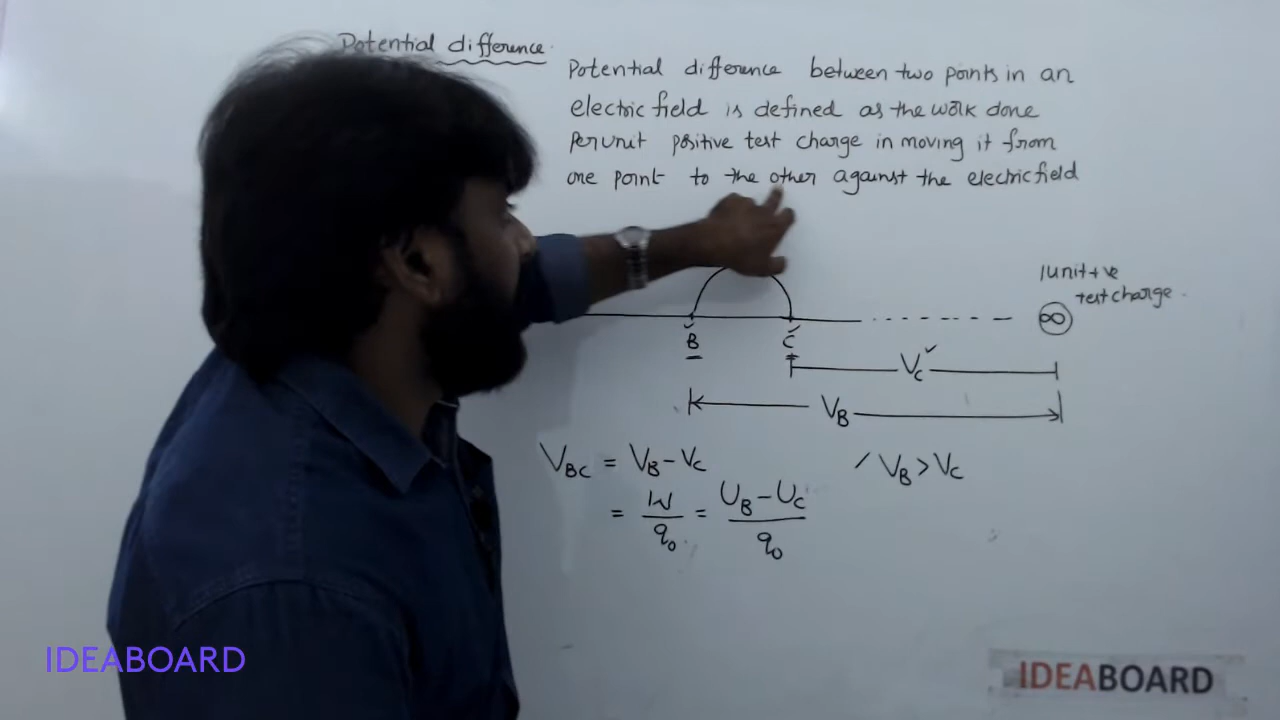 Potential difference
Potential difference between two points in an
electric field is defined as the work done
Per unit positive test charge in moving it from
one point to the other against the electric field
1 unit +ve
test charge.
∞
B
C
V_C
V_B
V_BC = V_B - V_C
/ V_B > V_C
= W/q_0 = U_B - U_C/q_0
IDEABOARD
IDEABOARD